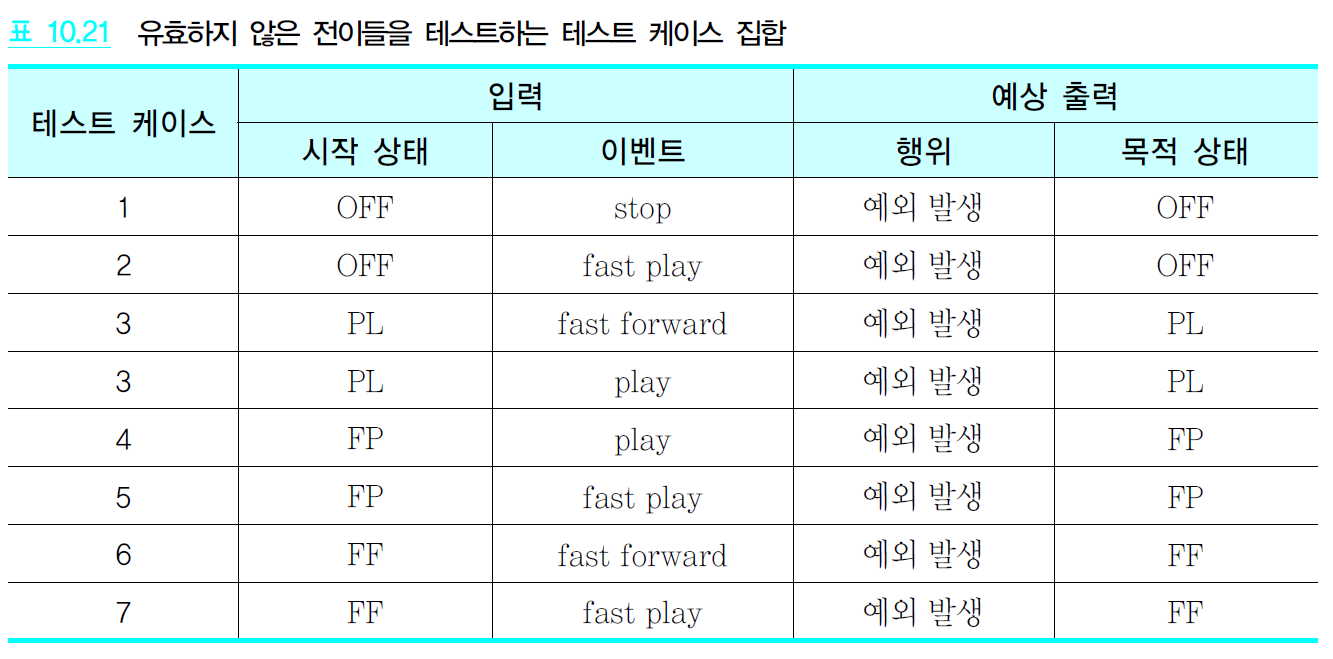 표 10.21 유효하지 않은 전이들을 테스트하는 테스트 케이스 집합
테스트 케이스 입력 예상 출력
시작 상태 이벤트 행위 목적 상태
1 OFF stop 예외 발생 OFF
2 OFF fast play 예외 발생 OFF
3 PL fast forward 예외 발생 PL
3 PL play 예외 발생 PL
4 FP play 예외 발생 FP
5 FP fast play 예외 발생 FP
6 FF fast forward 예외 발생 FF
7 FF fast play 예외 발생 FF